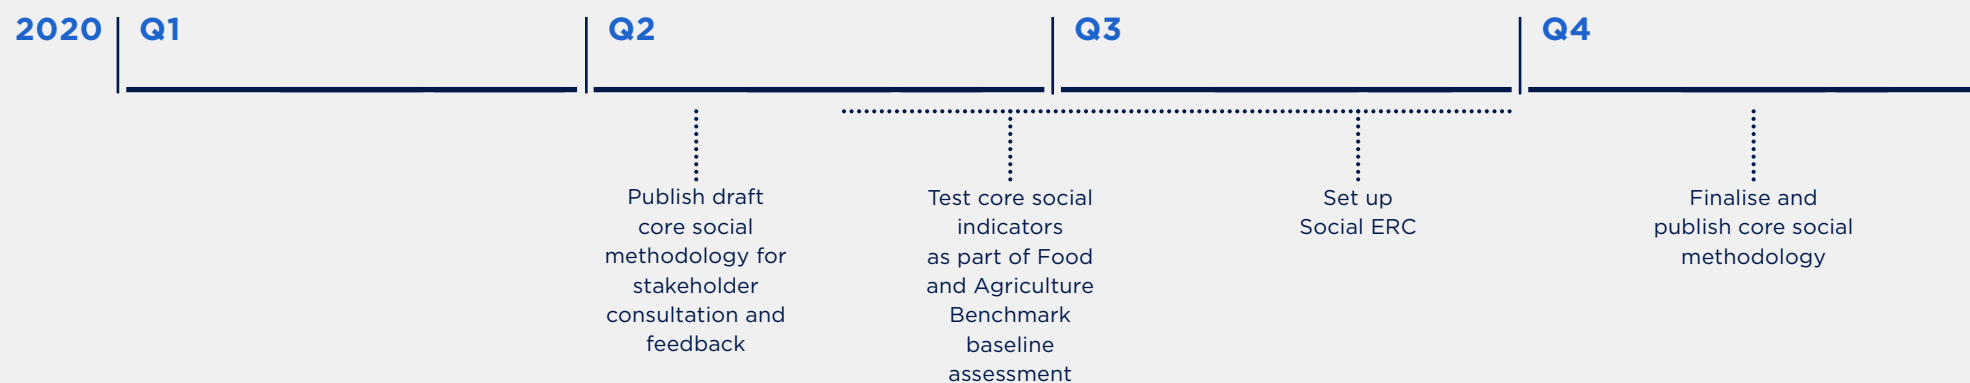 2020 Q1 Q2 Q3 Q4
Publish draft
core social
methodology for
stakeholder
consultation and
feedback
Test core social
indicators
as part of Food
and Agriculture
Benchmark
baseline
assessment
Set up
Social ERC
Finalise and
publish core social
methodology